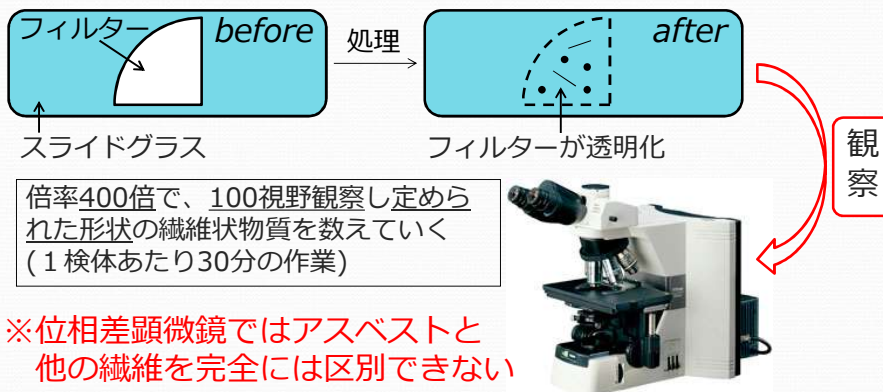 フィルター
before
処理
after
スライドグラス
フィルターが透明化
観
察
倍率400倍で、100視野観察し定めら
れた形状の繊維状物質を数えていく
(１検体あたり30分の作業)
※位相差顕微鏡ではアスベストと
他の繊維を完全には区別できない